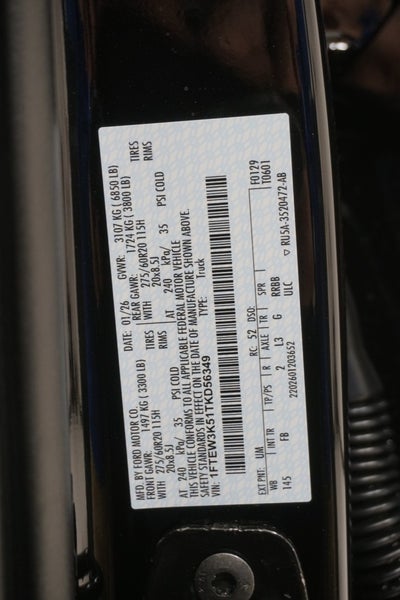 MFD. BY FORD MOTOR CO.
DATE: 01/26 GVWR: 3107 KG ( 6850 LB)
FRONT GAWR: 1497 KG ( 3300 LB) REAR GAWR: 1724 KG ( 3800 LB)
275/60R20 115H TIRES 275/60R20 115H TIRES
WITH 20x8.5J RIMS WITH 20x8.5J RIMS
AT 240 kPa/ 35 PSI COLD AT 240 kPa/ 35 PSI COLD
THIS VEHICLE CONFORMS TO ALL APPLICABLE FEDERAL MOTOR VEHICLE
SAFETY STANDARDS IN EFFECT ON THE DATE OF MANUFACTURE SHOWN ABOVE.
VIN: 1FTEW3K51TKD56349 TYPE: Truck
EXT PNT: UM RC: 52 DSO: F0129
WB INT TR TP/PS R AXLE TR SPR T0601
145 FB 2 L3 G RRBB
2202601203652 ULC RU5A-3520472-AB